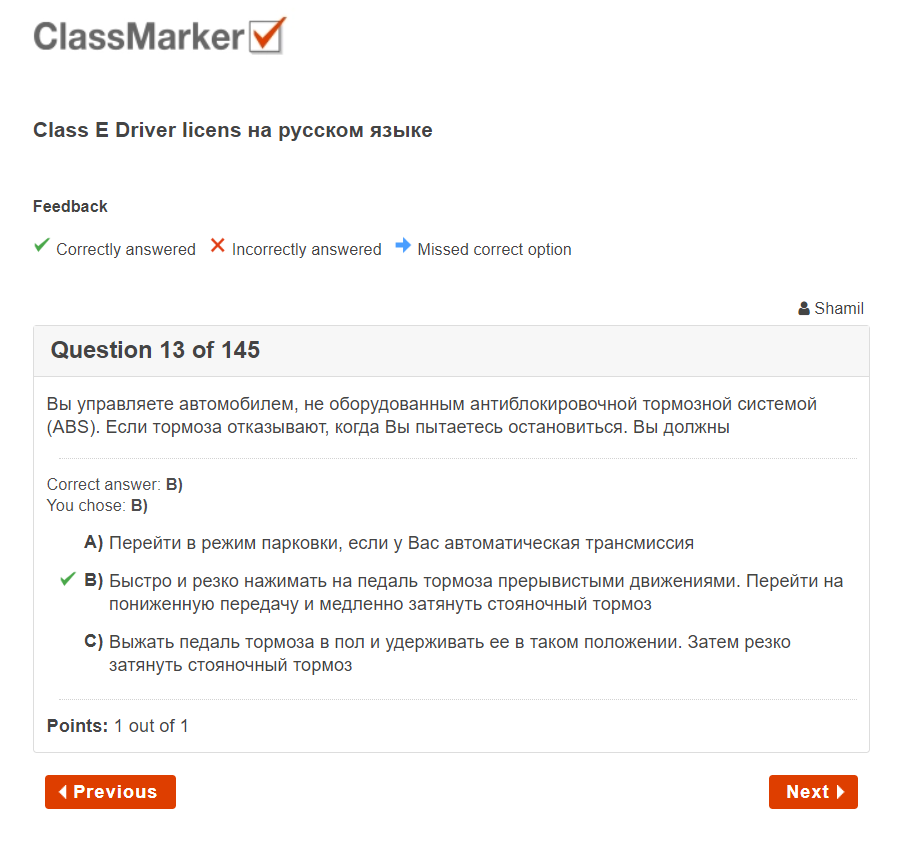 ClassMarker
Class E Driver licens на русском языке
Feedback
Correctly answered Incorrectly answered Missed correct option
Shamil
Question 13 of 145
Вы управляете автомобилем, не оборудованным антиблокировочной тормозной системой
(ABS). Если тормоза отказывают, когда Вы пытаетесь остановиться. Вы должны
Correct answer: B)
You chose: B)
A) Перейти в режим парковки, если у Вас автоматическая трансмиссия
B) Быстро и резко нажимать на педаль тормоза прерывистыми движениями. Перейти на
пониженную передачу и медленно затянуть стояночный тормоз
C) Выжать педаль тормоза в пол и удерживать ее в таком положении. Затем резко
затянуть стояночный тормоз
Points: 1 out of 1
Previous
Next